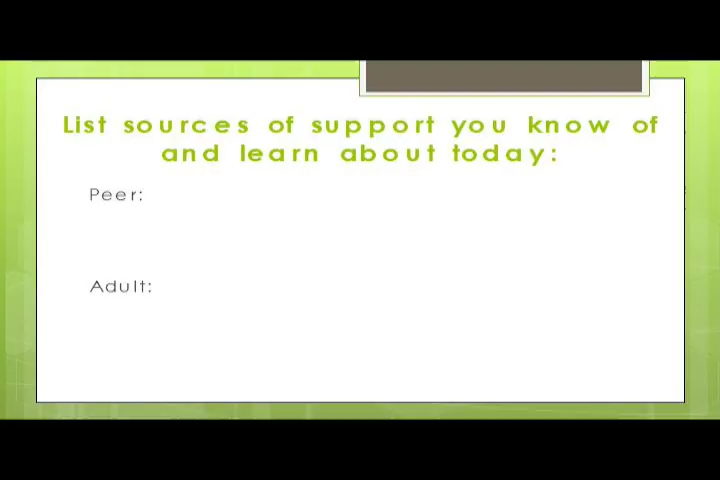 List sources of support you know of
and learn about today:
Peer:
Adult: